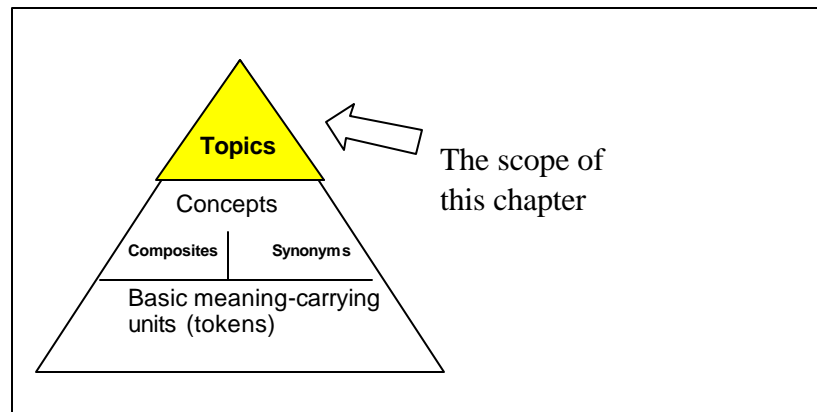 Topics
The scope of
this chapter
Concepts
Composites
Synonyms
Basic meaning-carrying
units (tokens)